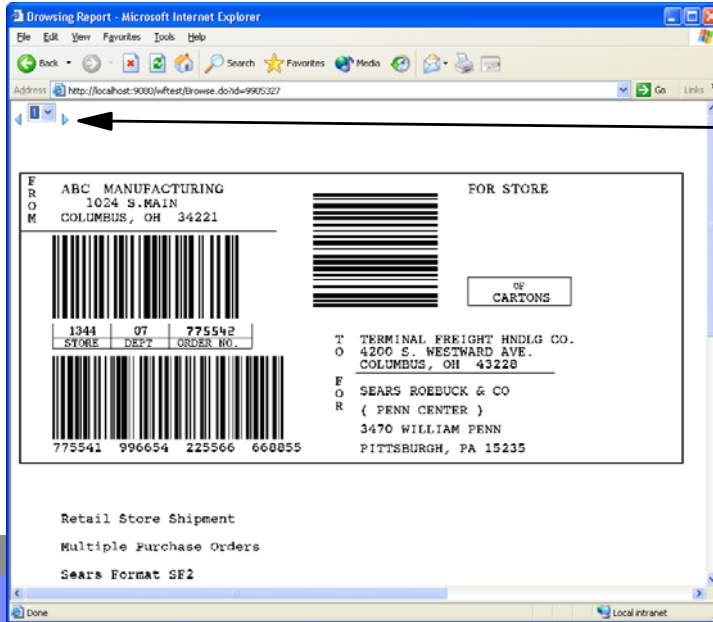 Browsing Report - Microsoft Internet Explorer
File Edit View Favorites Tools Help
Back Search Favorites Media
Address http://localhost:9080/wftest/Browse.do?id=9905327 Go Links
1
FROM
ABC MANUFACTURING
1024 S.MAIN
COLUMBUS, OH 34221
FOR STORE
OF
CARTONS
1344 07 775542
STORE DEPT ORDER NO.
TO
TERMINAL FREIGHT HNDLG CO.
4200 S. WESTWARD AVE.
COLUMBUS, OH 43228
FOR
SEARS ROEBUCK & CO
( PENN CENTER )
3470 WILLIAM PENN
PITTSBURGH, PA 15235
775541 996654 225566 668855
Retail Store Shipment
Multiple Purchase Orders
Sears Format SF2
Done Local intranet